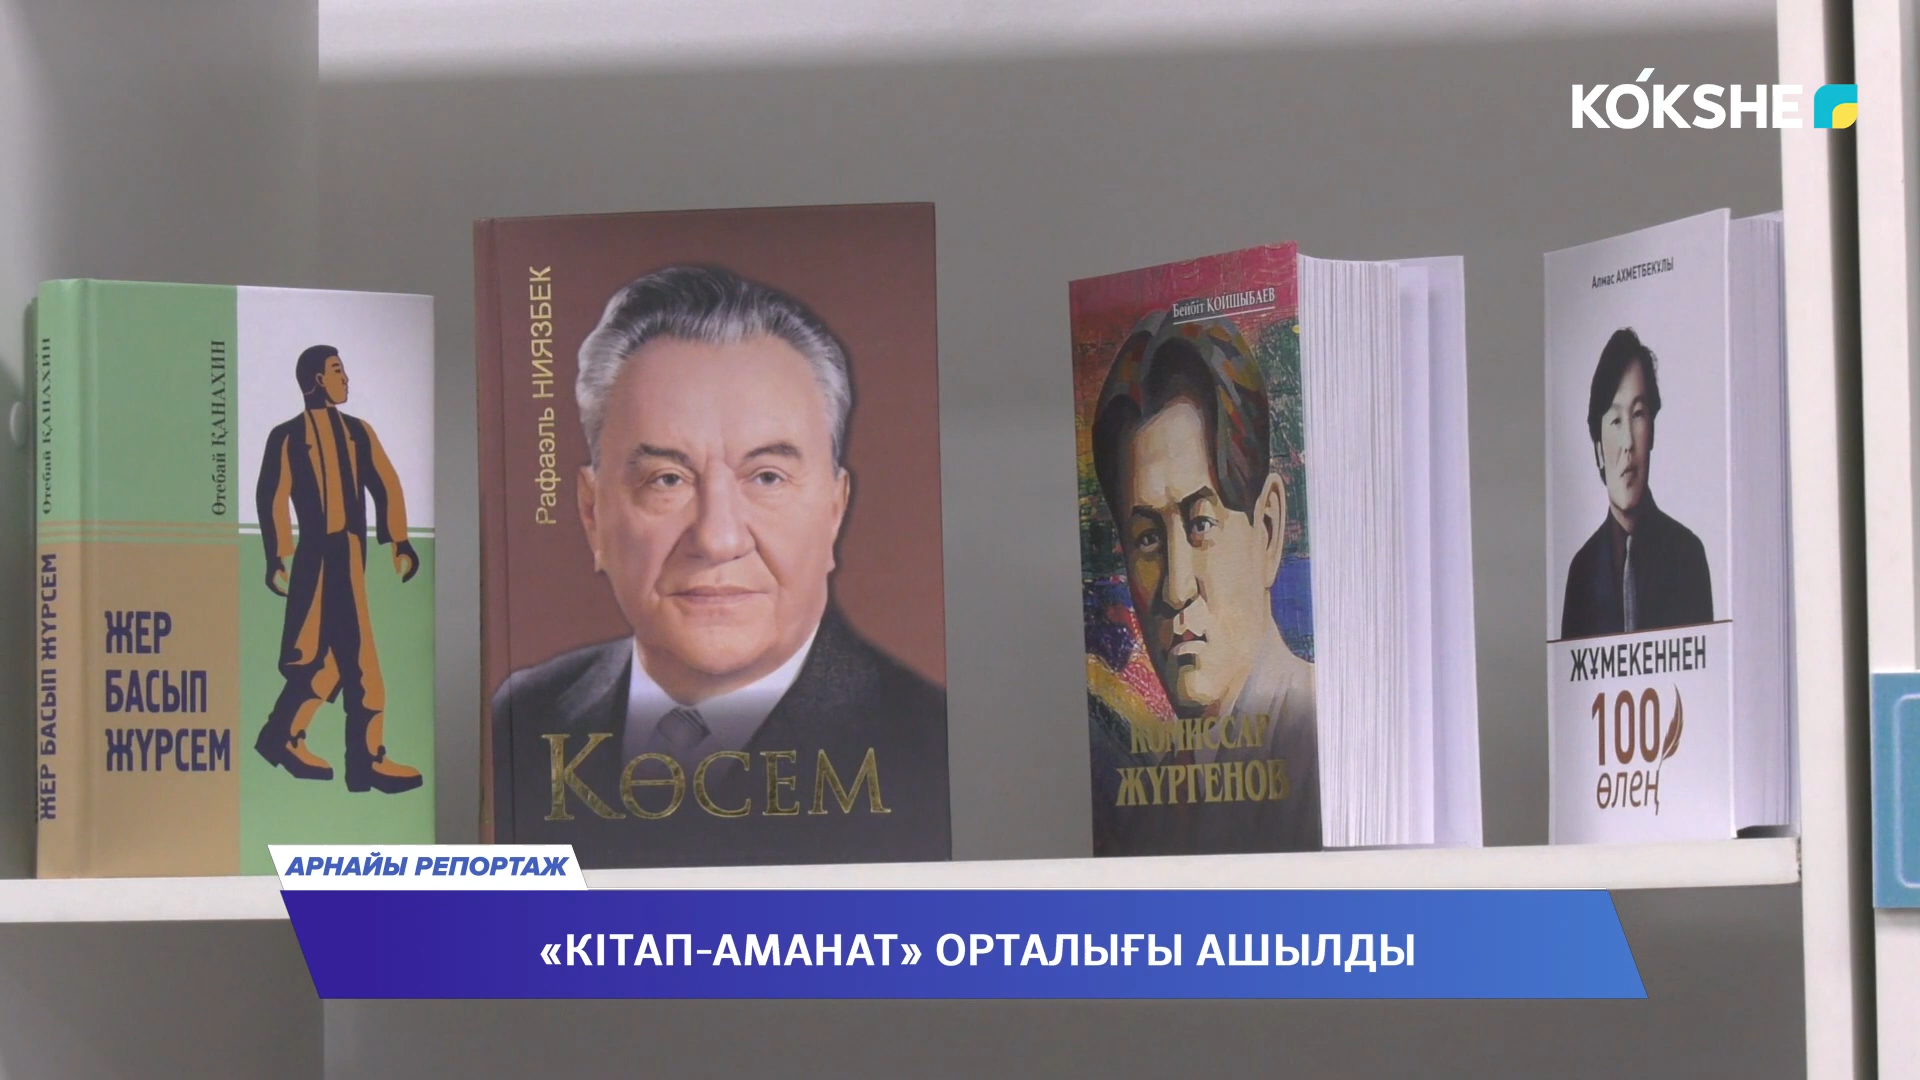 KÓKSHE
Өтебай ҚАНАХИН
ЖЕР БАСЫП ЖҮРСЕМ
Өтебай ҚАНАХИН
ЖЕР
БАСЫП
ЖҮРСЕМ
Рафаэль НИЯЗБЕК
КӨСЕМ
Бейбіт ҚОЙШЫБАЕВ
КОМИССАР
ЖҮРГЕНОВ
Алмас АХМЕТБЕКҰЛЫ
ЖҰМЕКЕННЕН
100
өлең
АРНАЙЫ РЕПОРТАЖ
«КІТАП-АМАНАТ» ОРТАЛЫҒЫ АШЫЛДЫ